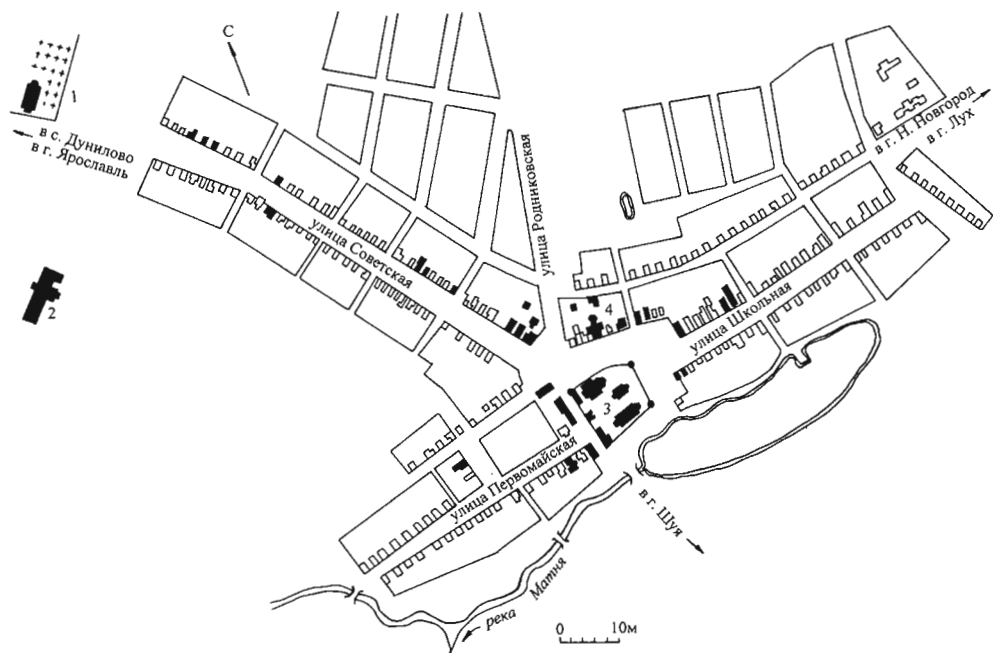 С
1
в с. Дунилово
в г. Ярославль
2
улица Советская
улица Родниковская
в г. Н. Новгород
в г. Лух
4
улица Школьная
3
улица Первомайская
в г. Шуя
река Матня
0 10м